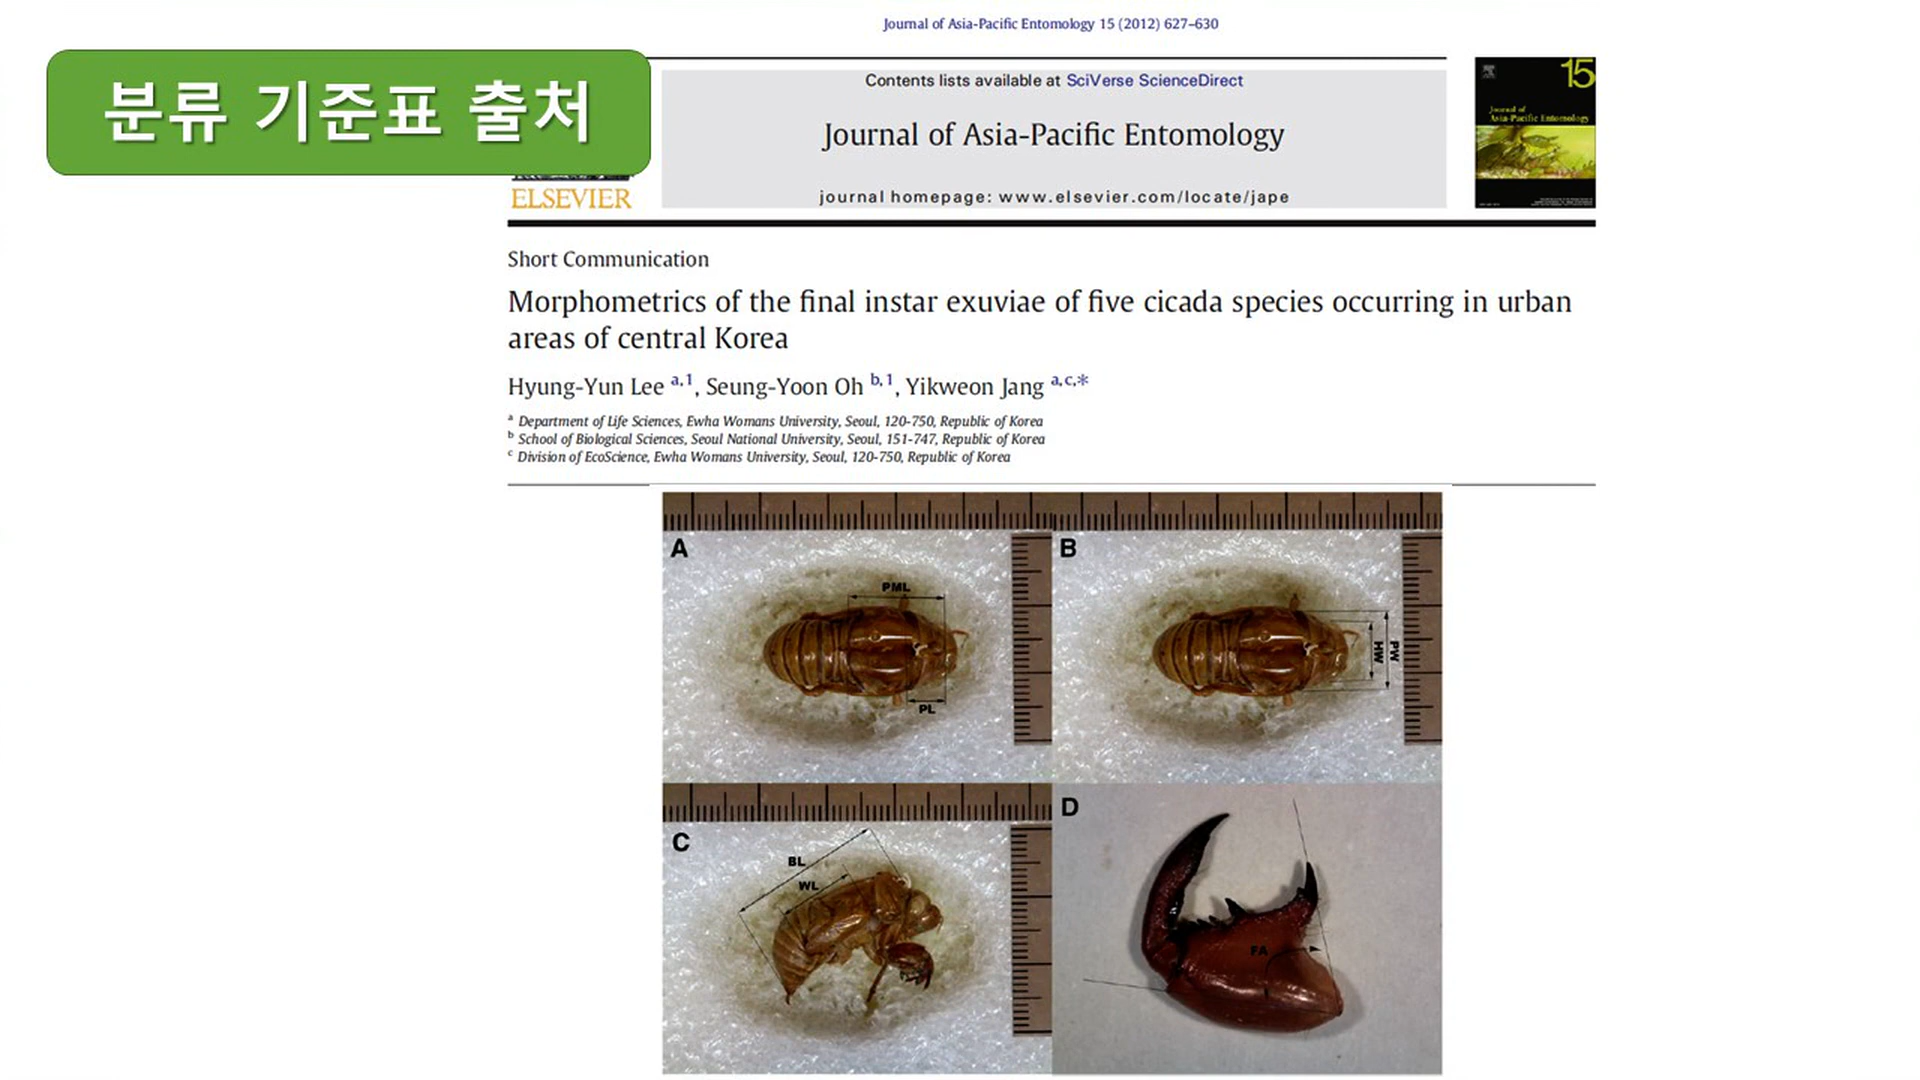 Journal of Asia-Pacific Entomology 15 (2012) 627–630
분류 기준표 출처
Contents lists available at SciVerse ScienceDirect
Journal of Asia-Pacific Entomology
journal homepage: www.elsevier.com/locate/jape
ELSEVIER
15
Journal of
Asia-Pacific Entomology
Short Communication
Morphometrics of the final instar exuviae of five cicada species occurring in urban
areas of central Korea
Hyung-Yun Lee a,1, Seung-Yoon Oh b,1, Yikweon Jang a,c,*
a Department of Life Sciences, Ewha Womans University, Seoul, 120-750, Republic of Korea
b School of Biological Sciences, Seoul National University, Seoul, 151-747, Republic of Korea
c Division of EcoScience, Ewha Womans University, Seoul, 120-750, Republic of Korea
A
PML
PL
B
HW
PW
C
BL
WL
D
FA